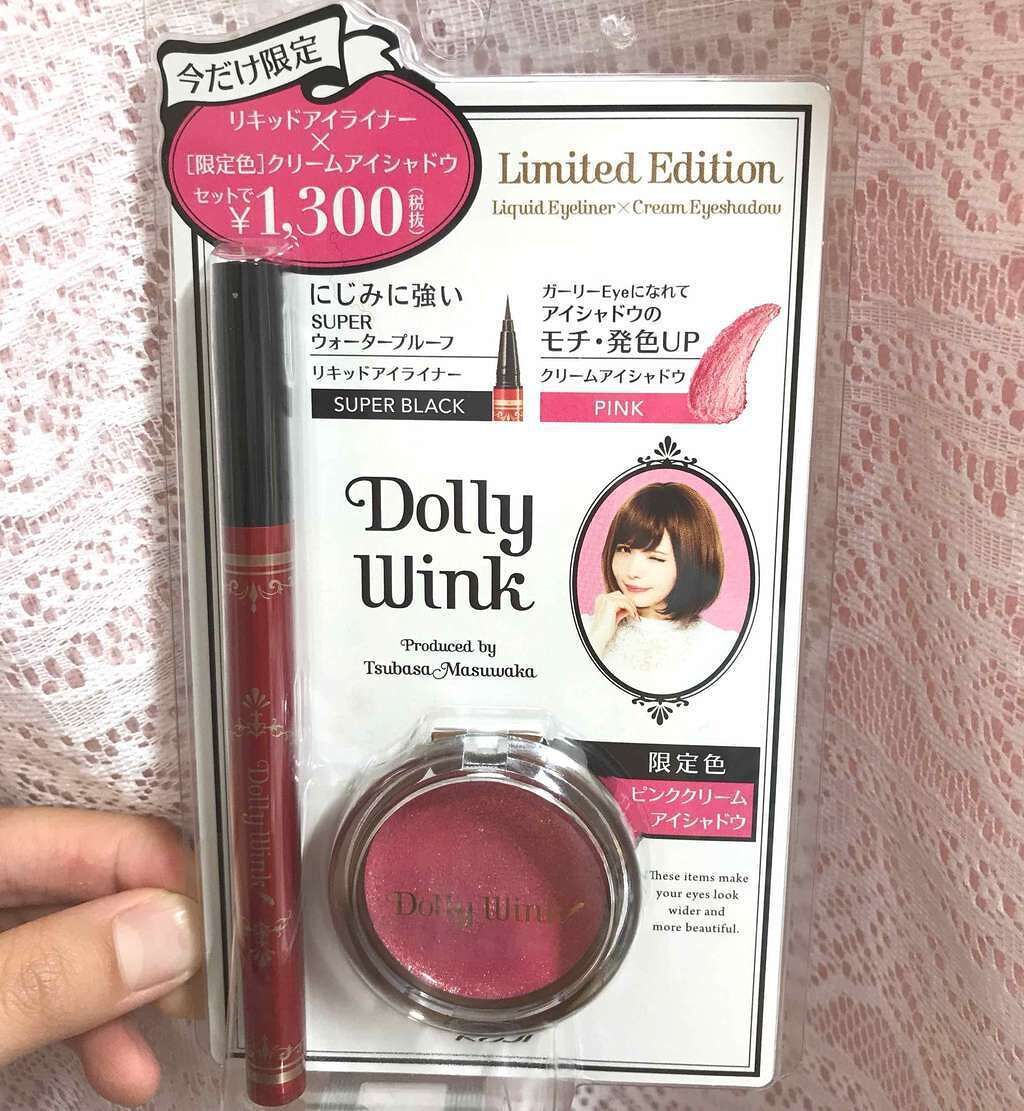 今だけ限定
リキッドアイライナー
×
[限定色]クリームアイシャドウ
セットで
¥1,300(税抜)
Limited Edition
Liquid Eyeliner×Cream Eyeshadow
にじみに強い
SUPER
ウォータープルーフ
リキッドアイライナー
SUPER BLACK
ガーリーEyeになれて
アイシャドウの
モチ・発色UP
クリームアイシャドウ
PINK
Dolly
Wink
Produced by
Tsubasa Masuwaka
Dolly Wink
Dolly Wink
限定色
ピンククリーム
アイシャドウ
These items make
your eyes look
wider and
more beautiful.
KOJI